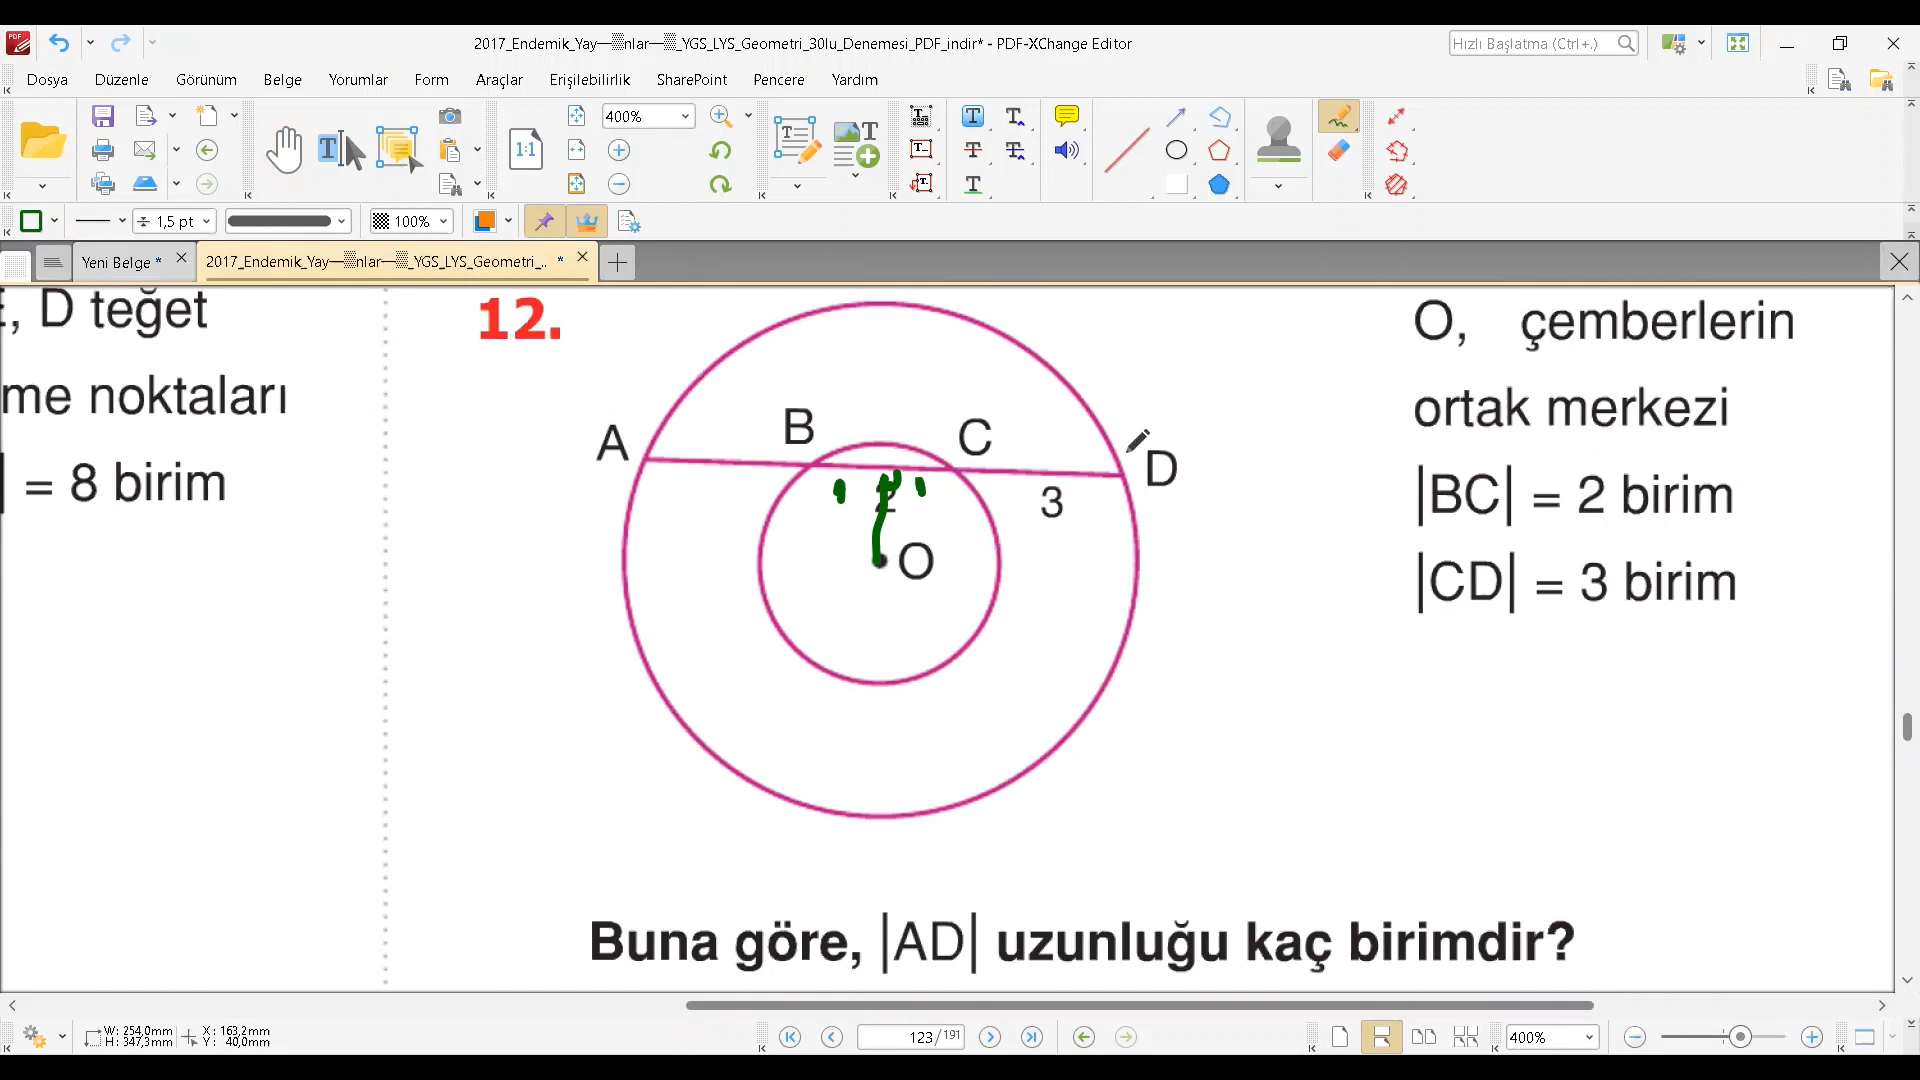 2017_Endemik_Yay—▒nlar—▒_YGS_LYS_Geometri_30lu_Denemesi_PDF_indir* - PDF-XChange Editor
Hızlı Başlatma (Ctrl+.)
Dosya Düzenle Görünüm Belge Yorumlar Form Araçlar Erişilebilirlik SharePoint Pencere Yardım
400%
1:1
1,5 pt
100%
Yeni Belge *
2017_Endemik_Yay—▒nlar—▒_YGS_LYS_Geometri_.. *
, D teğet
me noktaları
| = 8 birim
12.
A
B
C
D
2
3
O
O, çemberlerin
ortak merkezi
|BC| = 2 birim
|CD| = 3 birim
Buna göre, |AD| uzunluğu kaç birimdir?
W: 254,0mm
H: 347,3mm
X: 163,2mm
Y: 40,0mm
123/191
400%